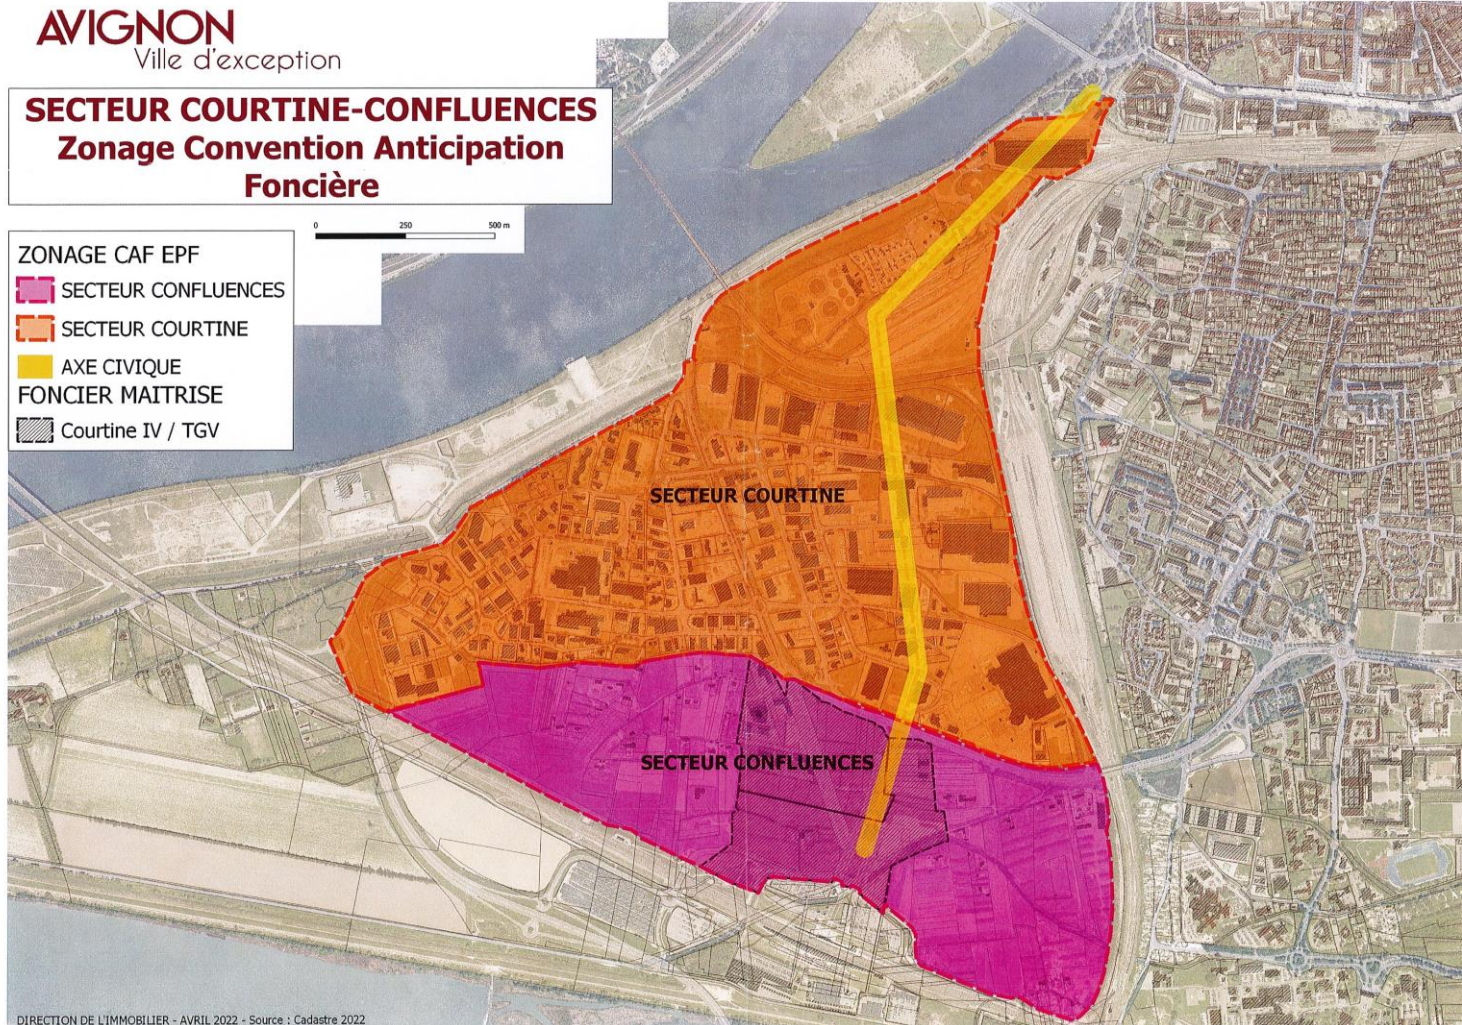 AVIGNON
Ville d'exception
SECTEUR COURTINE-CONFLUENCES
Zonage Convention Anticipation
Foncière
0 250 500 m
ZONAGE CAF EPF
SECTEUR CONFLUENCES
SECTEUR COURTINE
AXE CIVIQUE
FONCIER MAITRISE
Courtine IV / TGV
SECTEUR COURTINE
SECTEUR CONFLUENCES
DIRECTION DE L'IMMOBILIER - AVRIL 2022 - Source : Cadastre 2022